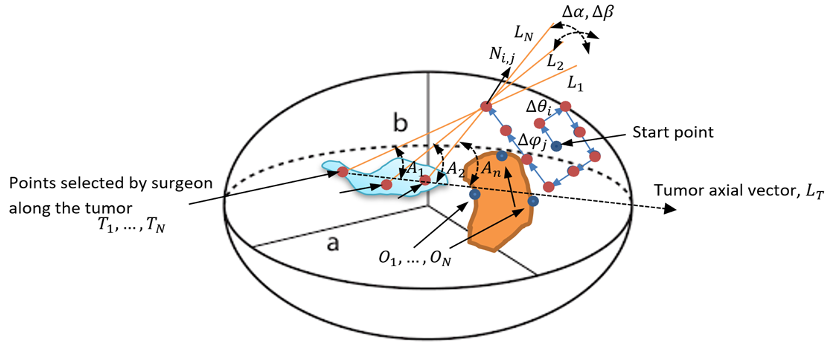 Δα, Δβ
L_N
N_{i,j}
L_2
L_1
Δθ_i
b
Δφ_j
Start point
A_1
A_2
A_n
Points selected by surgeon
along the tumor
T_1, ..., T_N
Tumor axial vector, L_T
a
O_1, ..., O_N